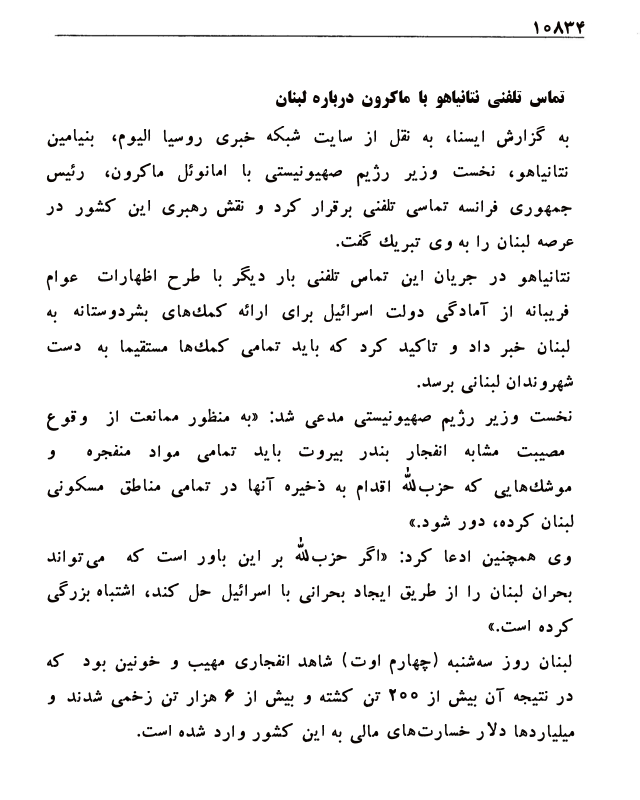 ۱۰۸۳۴
تماس تلفنی نتانیاهو با ماکرون درباره لبنان
به گزارش ایسنا، به نقل از سایت شبکه خبری روسیا الیوم، بنیامین
نتانیاهو، نخست وزیر رژیم صهیونیستی با امانوئل ماکرون، رئیس
جمهوری فرانسه تماسی تلفنی برقرار کرد و نقش رهبری این کشور در
عرصه لبنان را به وی تبریك گفت.
نتانیاهو در جریان این تماس تلفنی بار دیگر با طرح اظهارات عوام
فریبانه از آمادگی دولت اسرائیل برای ارائه کمك‌های بشردوستانه به
لبنان خبر داد و تاکید کرد که باید تمامی کمك‌ها مستقیما به دست
شهروندان لبنانی برسد.
نخست وزیر رژیم صهیونیستی مدعی شد: «به منظور ممانعت از وقوع
مصیبت مشابه انفجار بندر بیروت باید تمامی مواد منفجره و
موشك‌هایی که حزب‌الله اقدام به ذخیره آنها در تمامی مناطق مسکونی
لبنان کرده، دور شود.»
وی همچنین ادعا کرد: «اگر حزب‌الله بر این باور است که می‌تواند
بحران لبنان را از طریق ایجاد بحرانی با اسرائیل حل کند، اشتباه بزرگی
کرده است.»
لبنان روز سه‌شنبه (چهارم اوت) شاهد انفجاری مهیب و خونین بود که
در نتیجه آن بیش از ۲۰۰ تن کشته و بیش از ۶ هزار تن زخمی شدند و
میلیاردها دلار خسارت‌های مالی به این کشور وارد شده است.